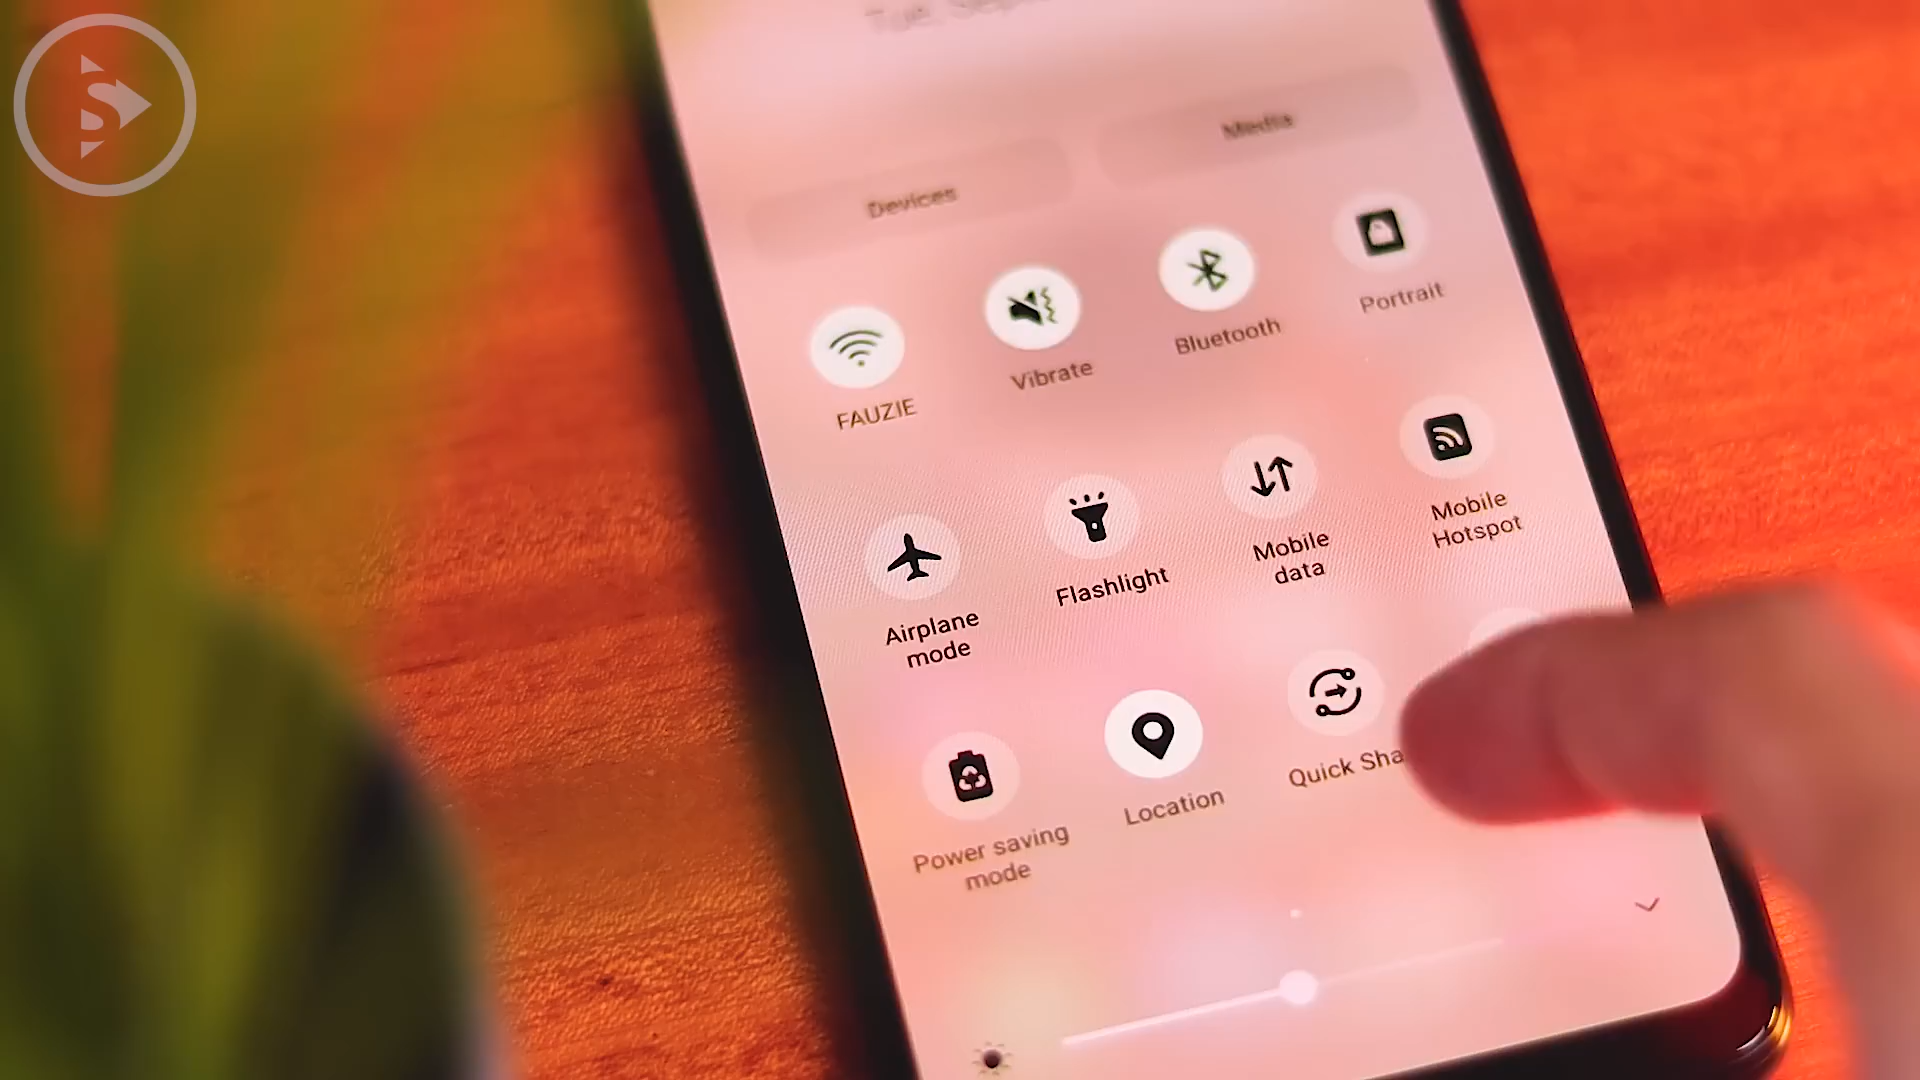 Devices
Media
FAUZIE
Vibrate
Bluetooth
Portrait
Airplane
mode
Flashlight
Mobile
data
Mobile
Hotspot
Power saving
mode
Location
Quick Sha